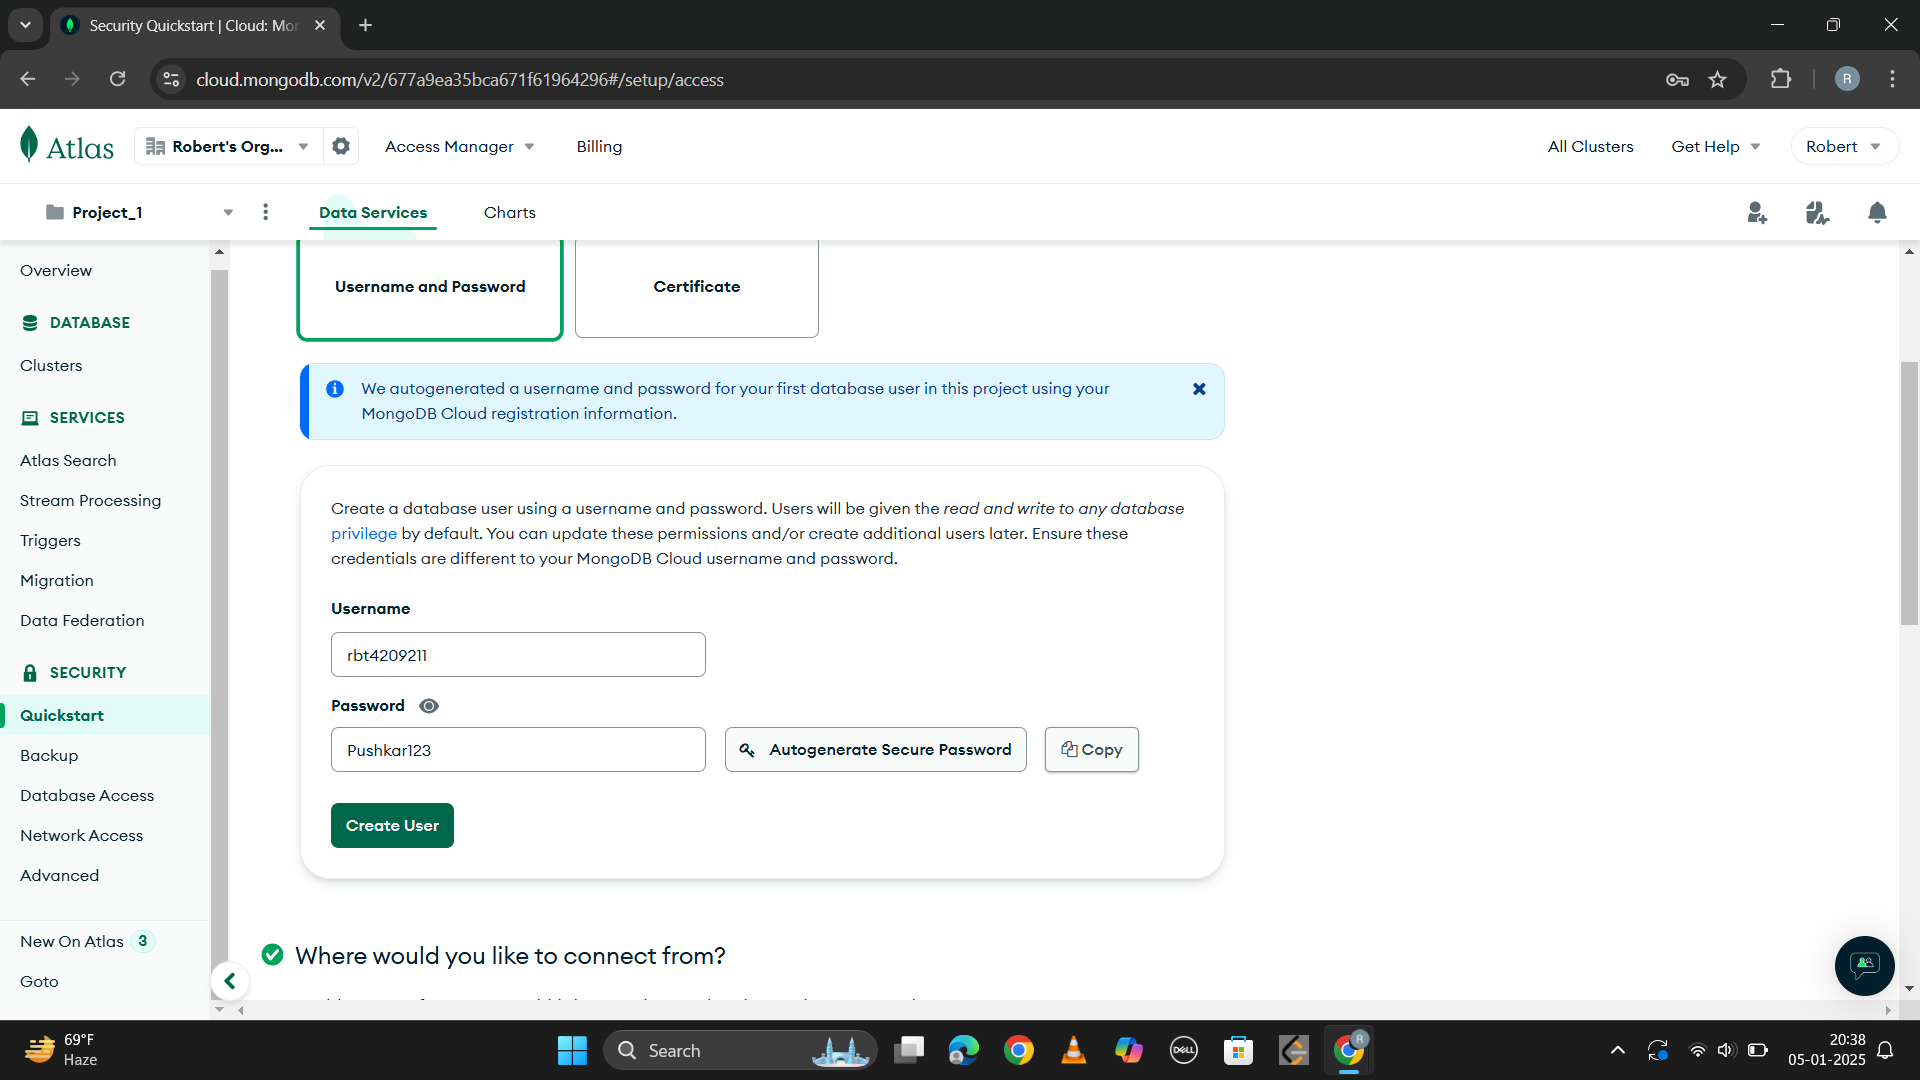 Security Quickstart | Cloud: Mon
cloud.mongodb.com/v2/677a9ea35bca671f61964296#/setup/access
R
Atlas
Robert's Org...
Access Manager
Billing
All Clusters
Get Help
Robert
Project_1
Data Services
Charts
Overview
DATABASE
Clusters
SERVICES
Atlas Search
Stream Processing
Triggers
Migration
Data Federation
SECURITY
Quickstart
Backup
Database Access
Network Access
Advanced
New On Atlas 3
Goto
Username and Password
Certificate
We autogenerated a username and password for your first database user in this project using your
MongoDB Cloud registration information.
Create a database user using a username and password. Users will be given the read and write to any database
privilege by default. You can update these permissions and/or create additional users later. Ensure these
credentials are different to your MongoDB Cloud username and password.
Username
rbt4209211
Password
Pushkar123
Autogenerate Secure Password
Copy
Create User
Where would you like to connect from?
69°F
Haze
Search
DELL
R
20:38
05-01-2025